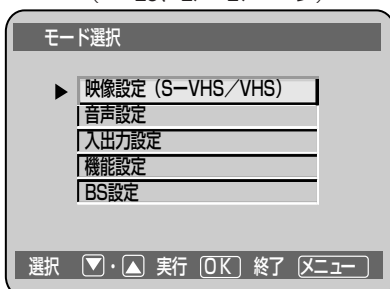 モード選択
▶ 映像設定（S－VHS／VHS）
音声設定
入出力設定
機能設定
BS設定
選択 ▼・▲ 実行 OK 終了 メニュー